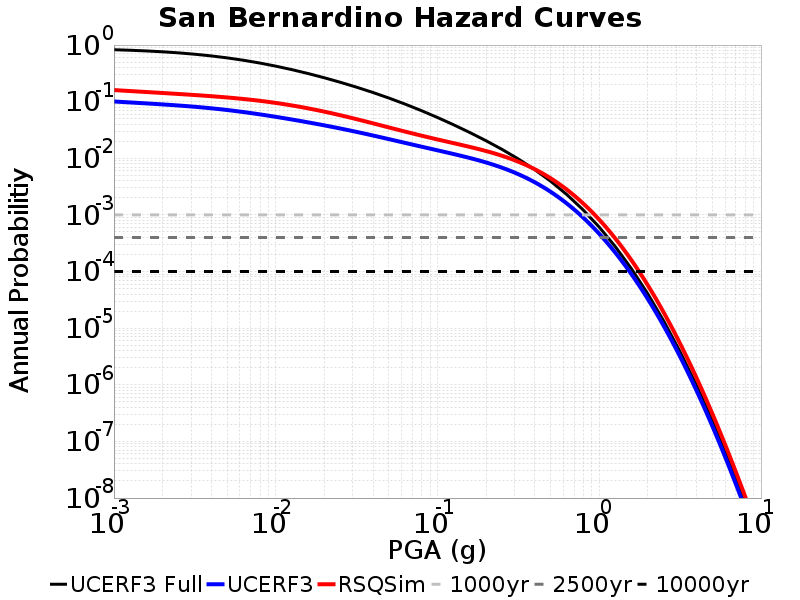 San Bernardino Hazard Curves
10^0
10^-1
10^-2
10^-3
10^-4
10^-5
10^-6
10^-7
10^-8
Annual Probabilitiy
10^-3 10^-2 10^-1 10^0 10^1
PGA (g)
UCERF3 Full UCERF3 RSQSim 1000yr 2500yr 10000yr